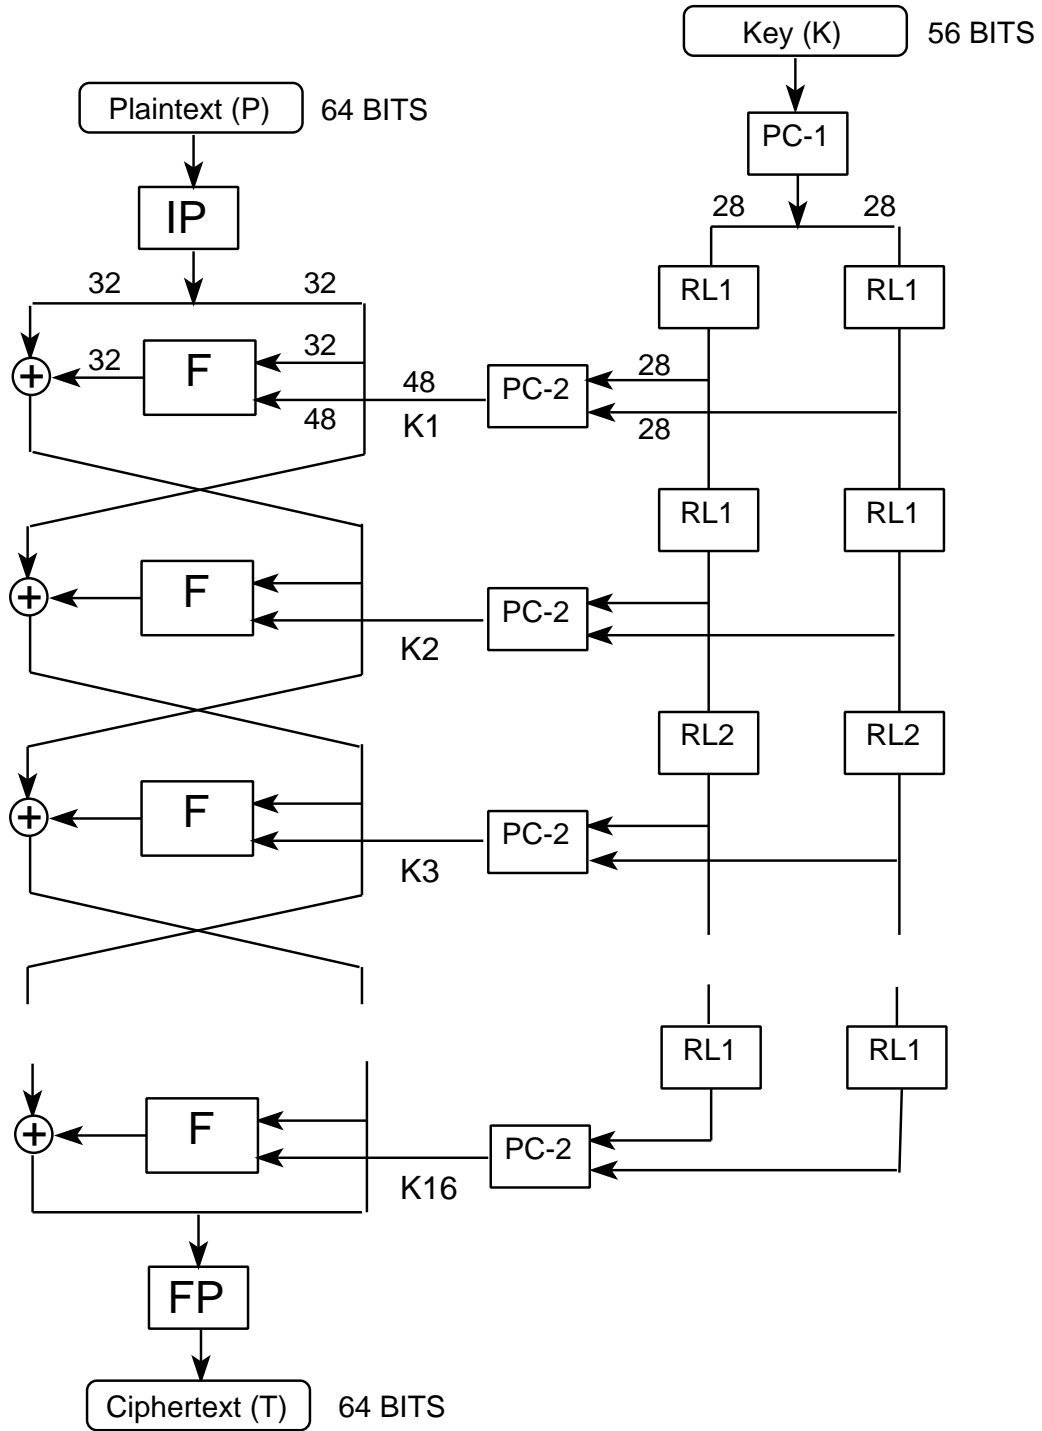 Key (K) 56 BITS
Plaintext (P) 64 BITS
PC-1
IP
28 28
RL1 RL1
32 32
32 F 32
48
48
K1
PC-2
28
28
RL1 RL1
F
K2
PC-2
RL2 RL2
F
K3
PC-2
RL1 RL1
F
K16
PC-2
FP
Ciphertext (T) 64 BITS